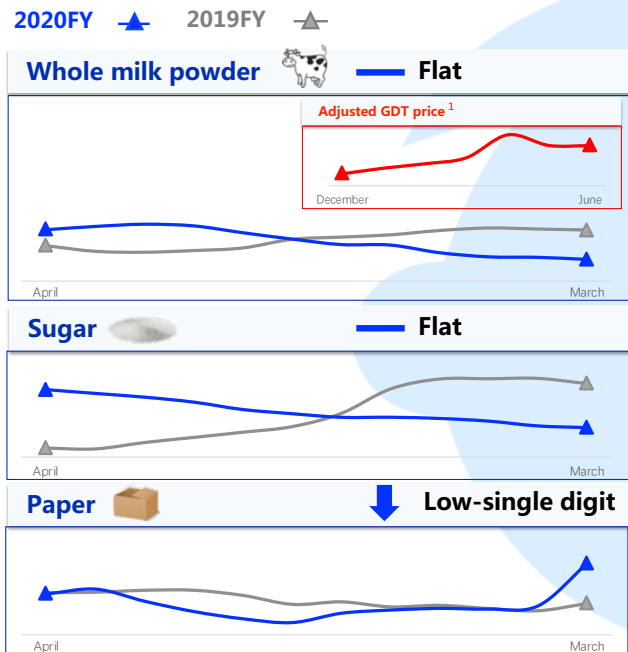 2020FY 2019FY
Whole milk powder Flat
Adjusted GDT price 1
December June
April March
Sugar Flat
April March
Paper Low-single digit
April March